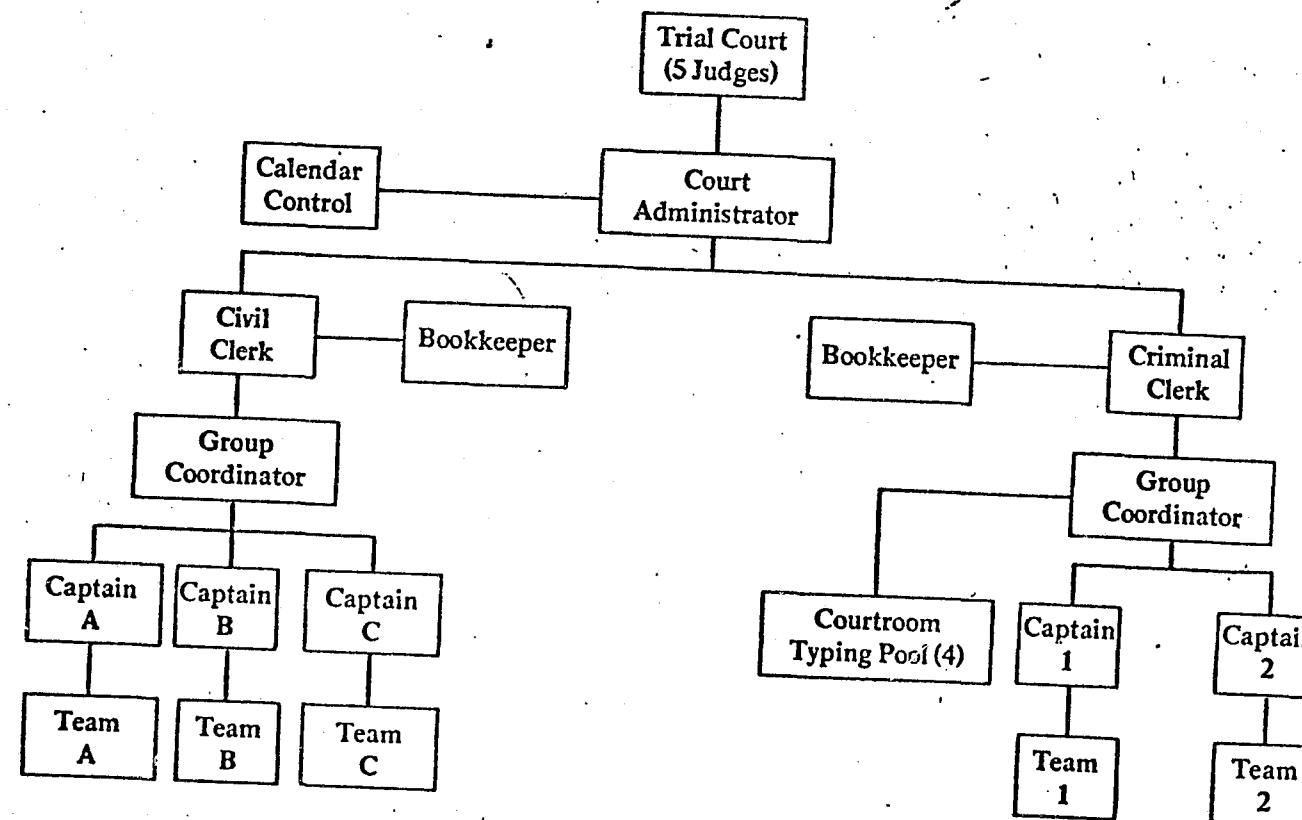 Trial Court
(5 Judges)
Calendar
Control
Court
Administrator
Civil
Clerk
Bookkeeper
Bookkeeper
Criminal
Clerk
Group
Coordinator
Group
Coordinator
Captain
A
Captain
B
Captain
C
Courtroom
Typing Pool (4)
Captain
1
Captai
2
Team
A
Team
B
Team
C
Team
1
Team
2